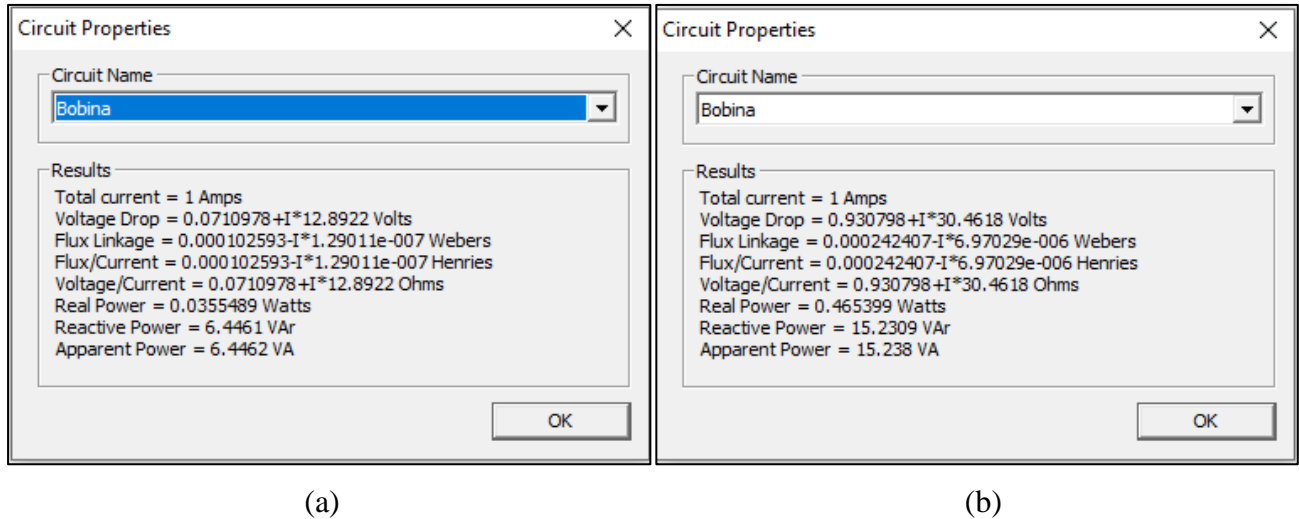 Circuit Properties
Circuit Name
Bobina
Results
Total current = 1 Amps
Voltage Drop = 0.0710978+I*12.8922 Volts
Flux Linkage = 0.000102593-I*1.29011e-007 Webers
Flux/Current = 0.000102593-I*1.29011e-007 Henries
Voltage/Current = 0.0710978+I*12.8922 Ohms
Real Power = 0.0355489 Watts
Reactive Power = 6.4461 VAr
Apparent Power = 6.4462 VA
OK
(a)
Circuit Properties
Circuit Name
Bobina
Results
Total current = 1 Amps
Voltage Drop = 0.930798+I*30.4618 Volts
Flux Linkage = 0.000242407-I*6.97029e-006 Webers
Flux/Current = 0.000242407-I*6.97029e-006 Henries
Voltage/Current = 0.930798+I*30.4618 Ohms
Real Power = 0.465399 Watts
Reactive Power = 15.2309 VAr
Apparent Power = 15.238 VA
OK
(b)